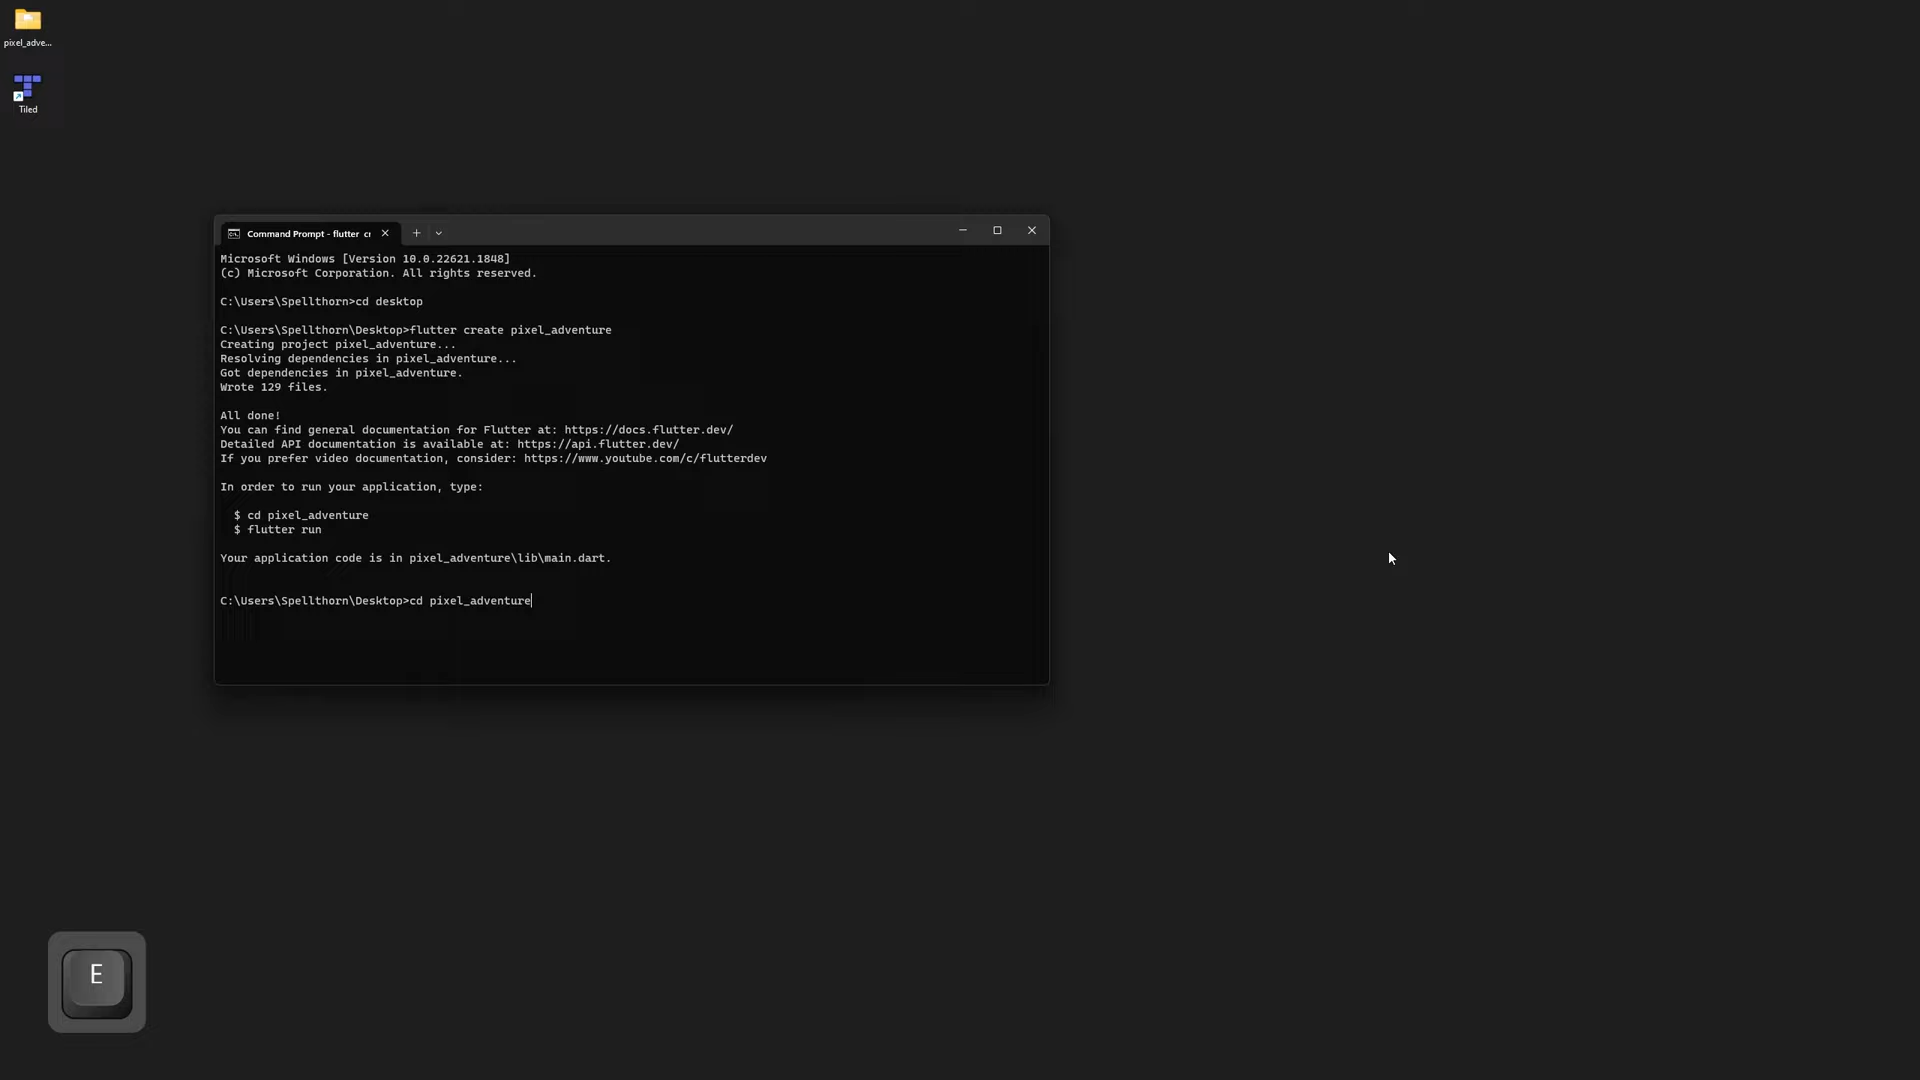 pixel_adve...
Tiled
Command Prompt - flutter cr
Microsoft Windows [Version 10.0.22621.1848]
(c) Microsoft Corporation. All rights reserved.
C:\Users\Spellthorn>cd desktop
C:\Users\Spellthorn\Desktop>flutter create pixel_adventure
Creating project pixel_adventure...
Resolving dependencies in pixel_adventure...
Got dependencies in pixel_adventure.
Wrote 129 files.
All done!
You can find general documentation for Flutter at: https://docs.flutter.dev/
Detailed API documentation is available at: https://api.flutter.dev/
If you prefer video documentation, consider: https://www.youtube.com/c/flutterdev
In order to run your application, type:
$ cd pixel_adventure
$ flutter run
Your application code is in pixel_adventure\lib\main.dart.
C:\Users\Spellthorn\Desktop>cd pixel_adventure
E